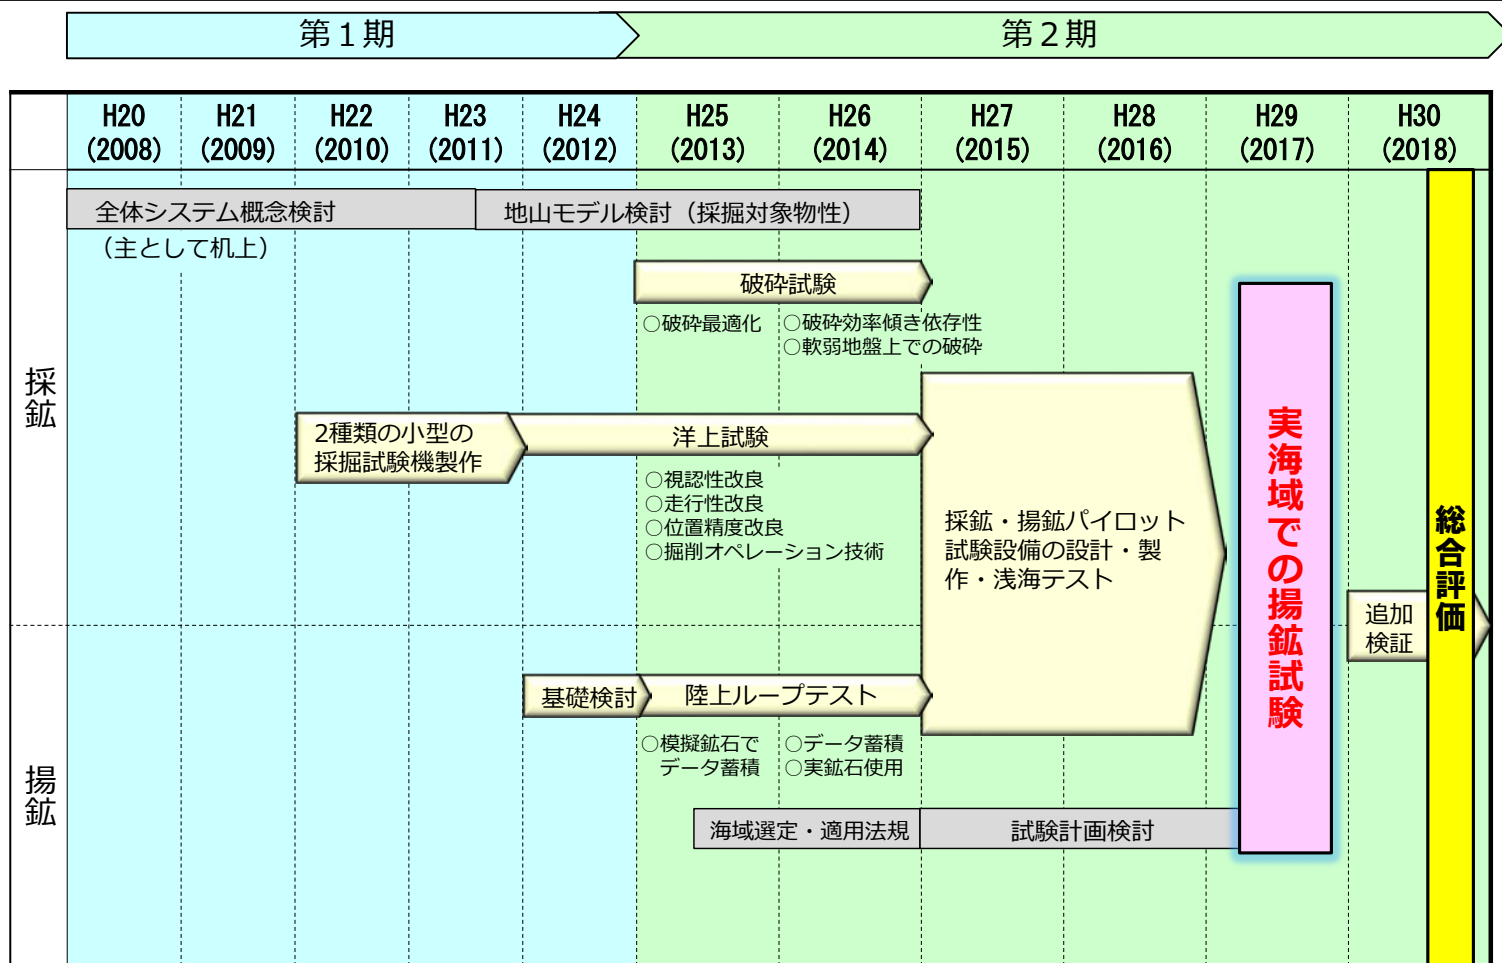 第１期
第２期
H20
(2008)
H21
(2009)
H22
(2010)
H23
(2011)
H24
(2012)
H25
(2013)
H26
(2014)
H27
(2015)
H28
(2016)
H29
(2017)
H30
(2018)
採鉱
全体システム概念検討
（主として机上）
地山モデル検討（採掘対象物性）
破砕試験
○破砕最適化
○破砕効率傾き依存性
○軟弱地盤上での破砕
2種類の小型の
採掘試験機製作
洋上試験
○視認性改良
○走行性改良
○位置精度改良
○掘削オペレーション技術
採鉱・揚鉱パイロット
試験設備の設計・製
作・浅海テスト
実海域での揚鉱試験
総合評価
追加
検証
揚鉱
基礎検討
陸上ループテスト
○模擬鉱石で
データ蓄積
○データ蓄積
○実鉱石使用
海域選定・適用法規
試験計画検討